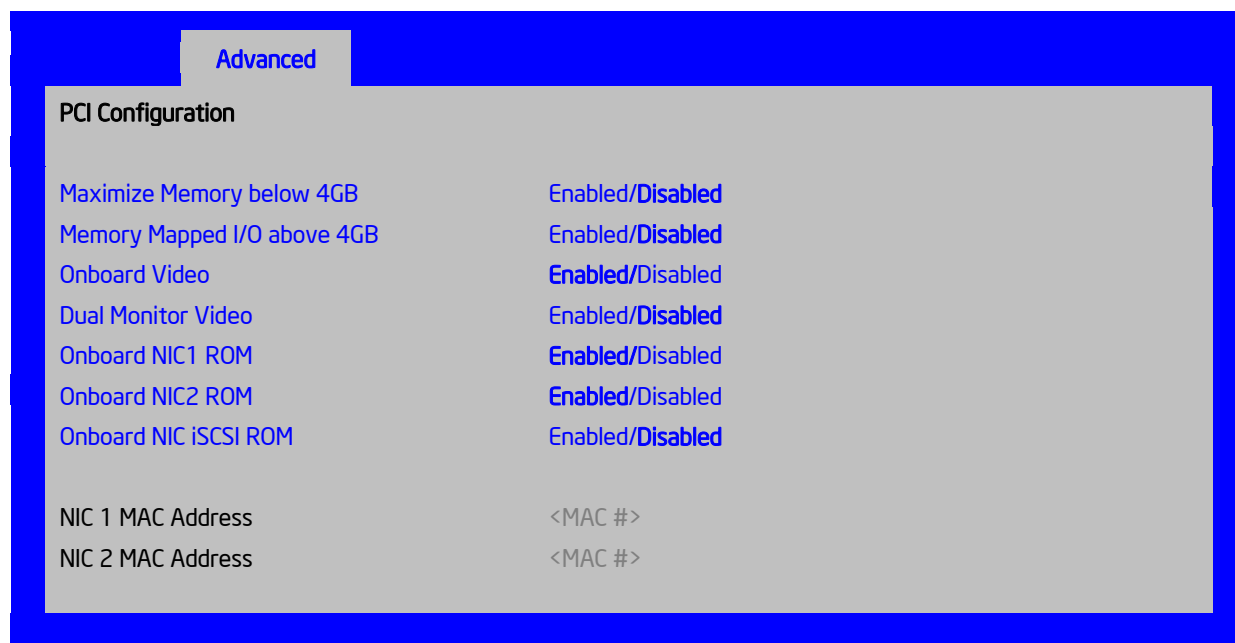 Advanced
PCI Configuration
Maximize Memory below 4GB Enabled/Disabled
Memory Mapped I/O above 4GB Enabled/Disabled
Onboard Video Enabled/Disabled
Dual Monitor Video Enabled/Disabled
Onboard NIC1 ROM Enabled/Disabled
Onboard NIC2 ROM Enabled/Disabled
Onboard NIC iSCSI ROM Enabled/Disabled
NIC 1 MAC Address <MAC #>
NIC 2 MAC Address <MAC #>